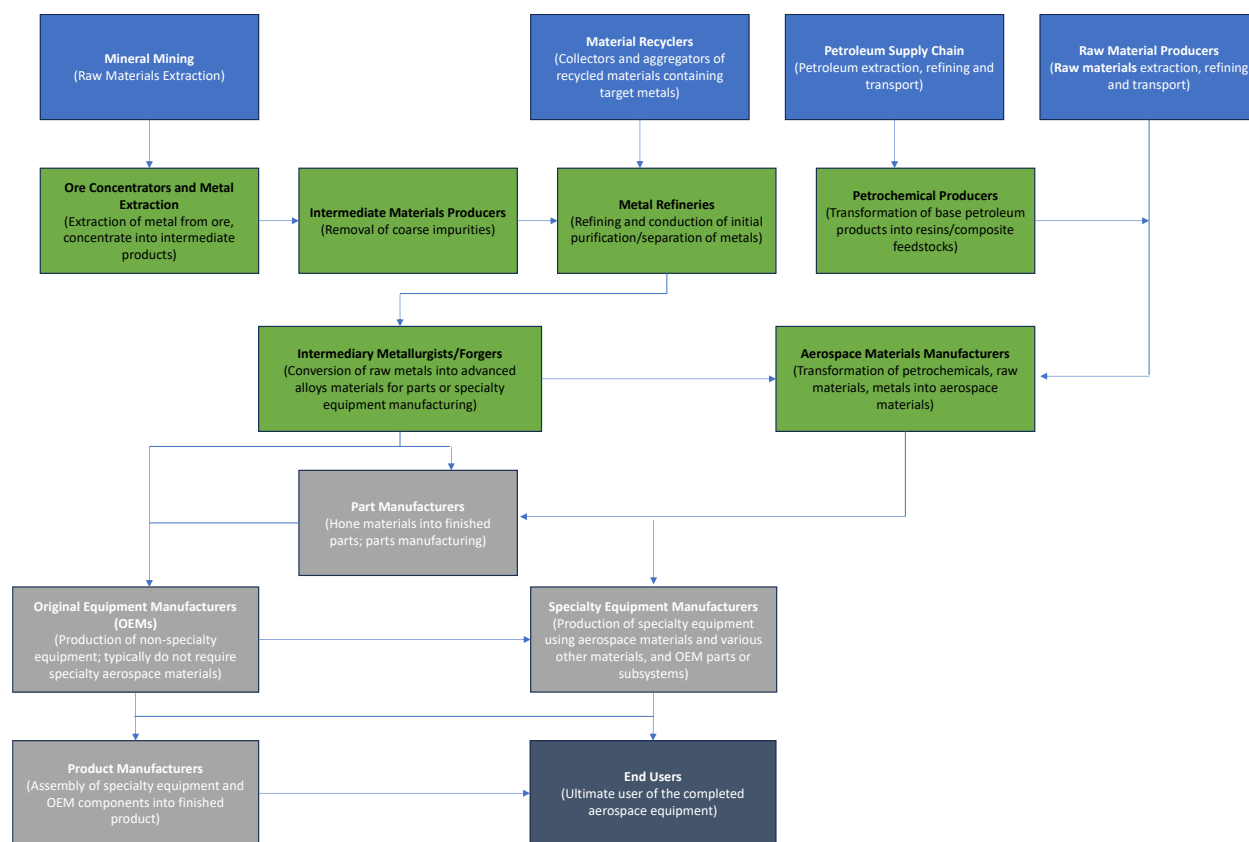 Mineral Mining
(Raw Materials Extraction)
Material Recyclers
(Collectors and aggregators of
recycled materials containing
target metals)
Petroleum Supply Chain
(Petroleum extraction, refining and
transport)
Raw Material Producers
(Raw materials extraction, refining
and transport)
Ore Concentrators and Metal
Extraction
(Extraction of metal from ore,
concentrate into intermediate
products)
Intermediate Materials Producers
(Removal of coarse impurities)
Metal Refineries
(Refining and conduction of initial
purification/separation of metals)
Petrochemical Producers
(Transformation of base petroleum
products into resins/composite
feedstocks)
Intermediary Metallurgists/Forgers
(Conversion of raw metals into advanced
alloys materials for parts or specialty
equipment manufacturing)
Aerospace Materials Manufacturers
(Transformation of petrochemicals, raw
materials, metals into aerospace
materials)
Part Manufacturers
(Hone materials into finished
parts; parts manufacturing)
Original Equipment Manufacturers
(OEMs)
(Production of non-specialty
equipment; typically do not require
specialty aerospace materials)
Specialty Equipment Manufacturers
(Production of specialty equipment
using aerospace materials and various
other materials, and OEM parts or
subsystems)
Product Manufacturers
(Assembly of specialty equipment and
OEM components into finished
product)
End Users
(Ultimate user of the completed
aerospace equipment)